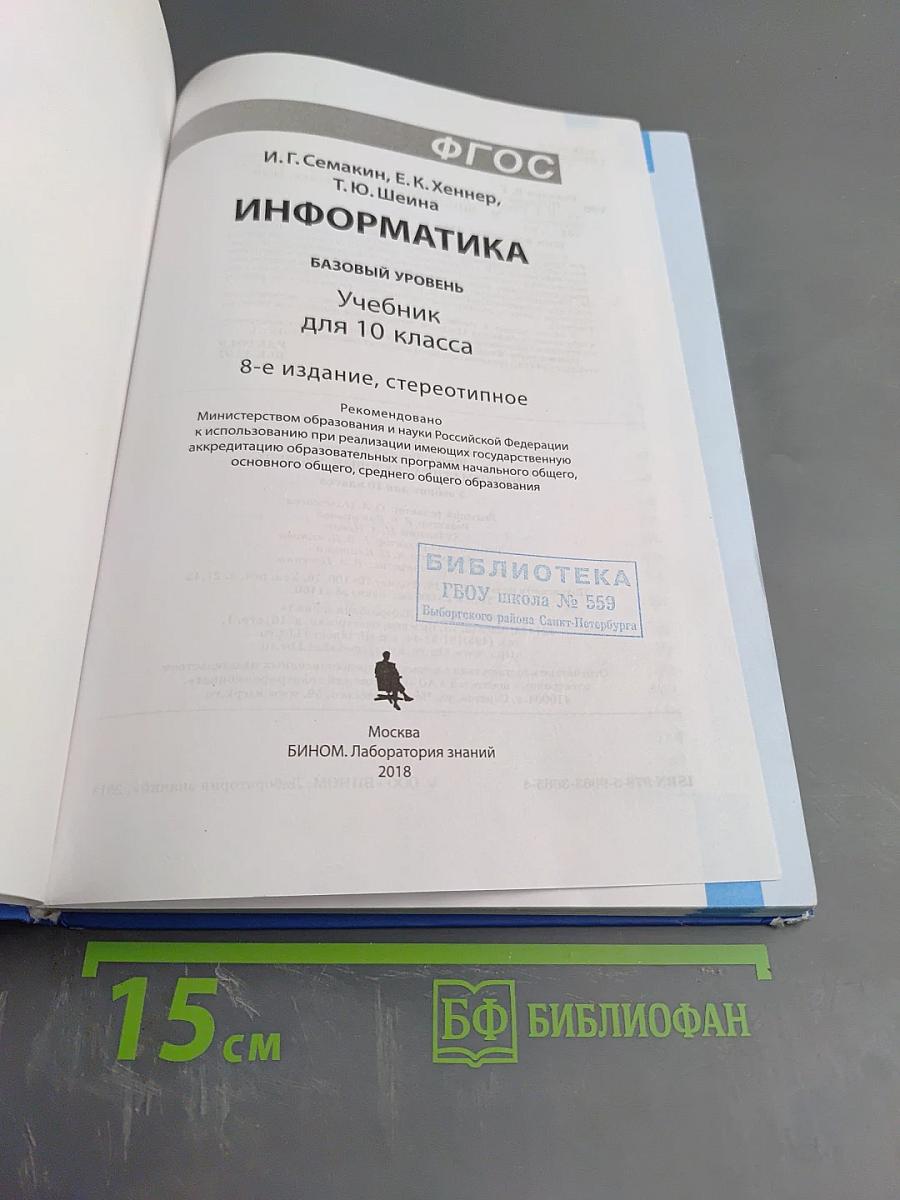 ФГОС
И. Г. Семакин, Е. К. Хеннер,
Т. Ю. Шеина
ИНФОРМАТИКА
БАЗОВЫЙ УРОВЕНЬ
Учебник
для 10 класса
8-е издание, стереотипное
Рекомендовано
Министерством образования и науки Российской Федерации
к использованию при реализации имеющих государственную
аккредитацию образовательных программ начального общего,
основного общего, среднего общего образования
БИБЛИОТЕКА
ГБОУ школа № 559
Выборгского района Санкт-Петербурга
Москва
БИНОМ. Лаборатория знаний
2018
15 см
БФ БИБЛИОФАН